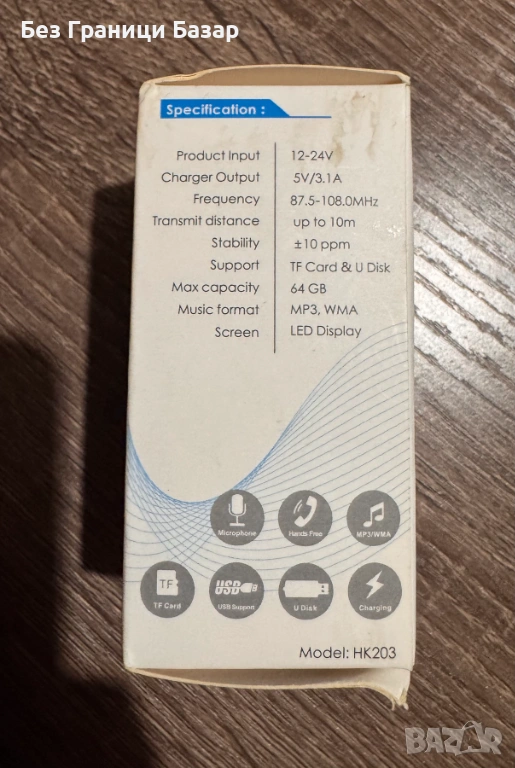 Без Граници Базар
Specification :
Product Input 12-24V
Charger Output 5V/3.1A
Frequency 87.5-108.0MHz
Transmit distance up to 10m
Stability ±10 ppm
Support TF Card & U Disk
Max capacity 64 GB
Music format MP3, WMA
Screen LED Display
Microphone Hands Free MP3/WMA
TF USB
TF Card USB Support U Disk Charging
Model: HK203
BAZAR